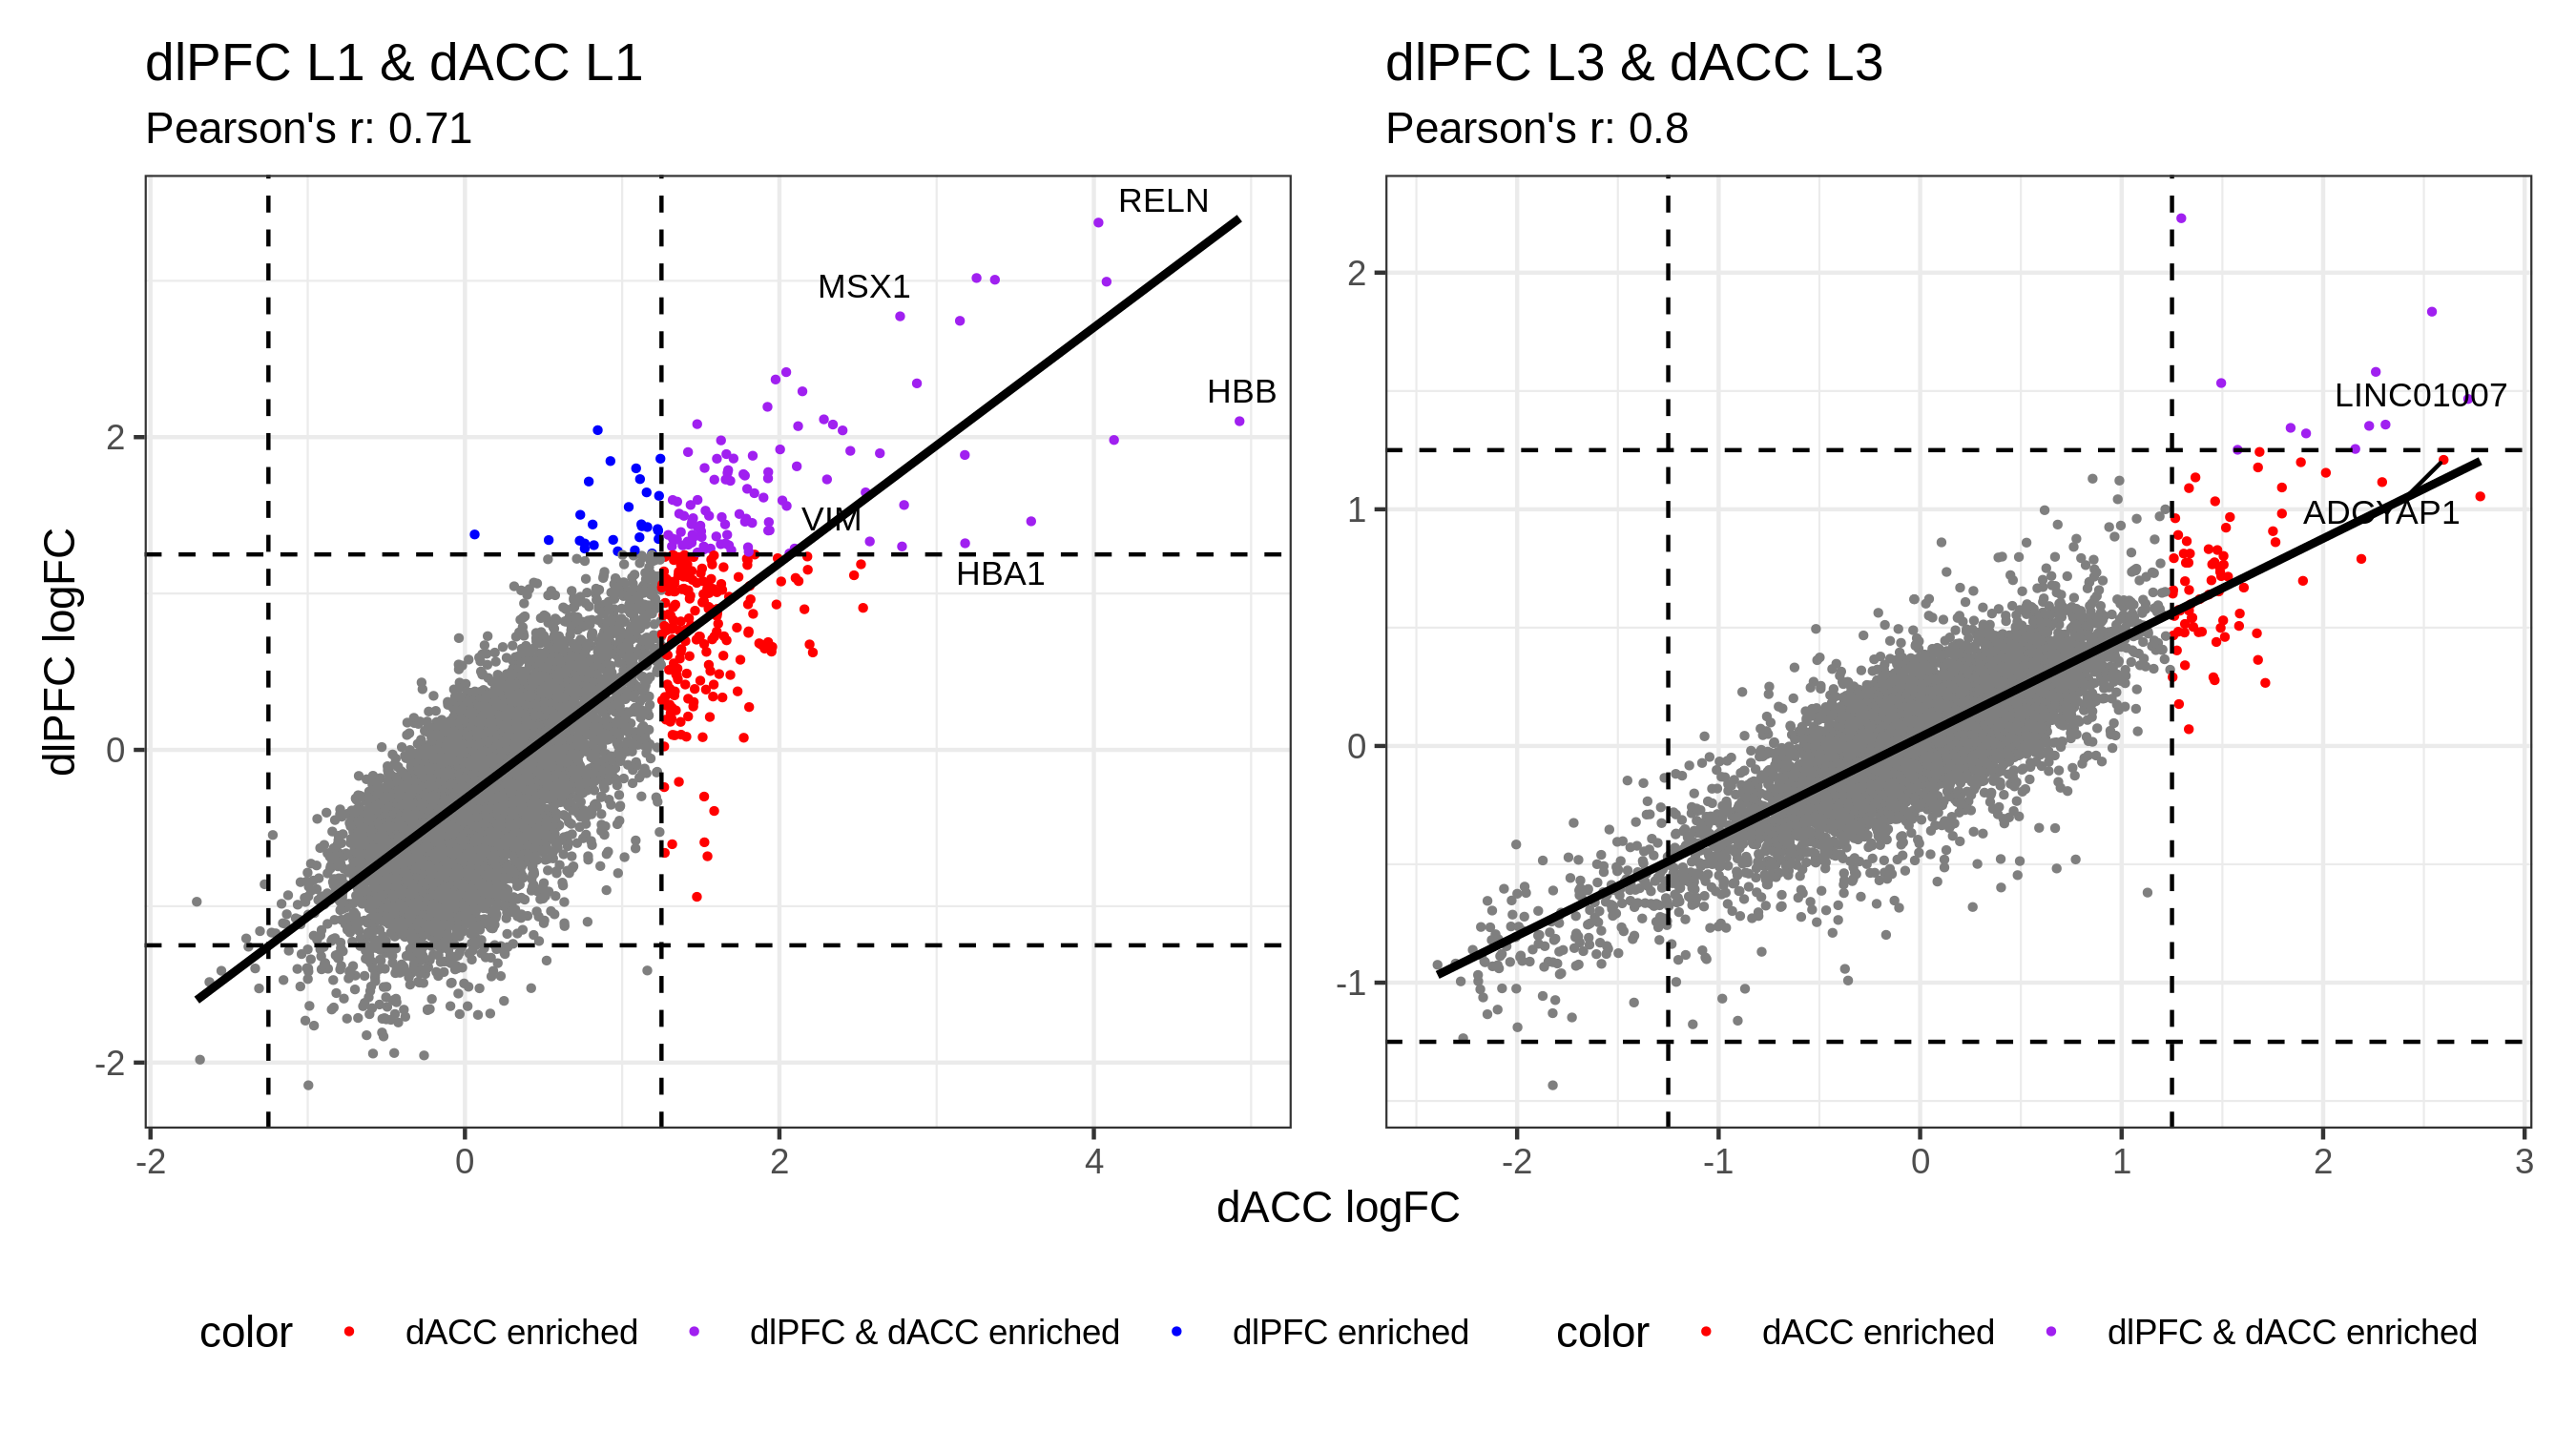 dlPFC L1 & dACC L1
Pearson's r: 0.71
dlPFC L3 & dACC L3
Pearson's r: 0.8
dlPFC logFC
2
0
-2
RELN
MSX1
HBB
VIM
HBA1
-2
0
2
4
2
1
0
-1
LINC01007
ADCYAP1
-2
-1
0
1
2
3
dACC logFC
color
dACC enriched
dlPFC & dACC enriched
dlPFC enriched
color
dACC enriched
dlPFC & dACC enriched